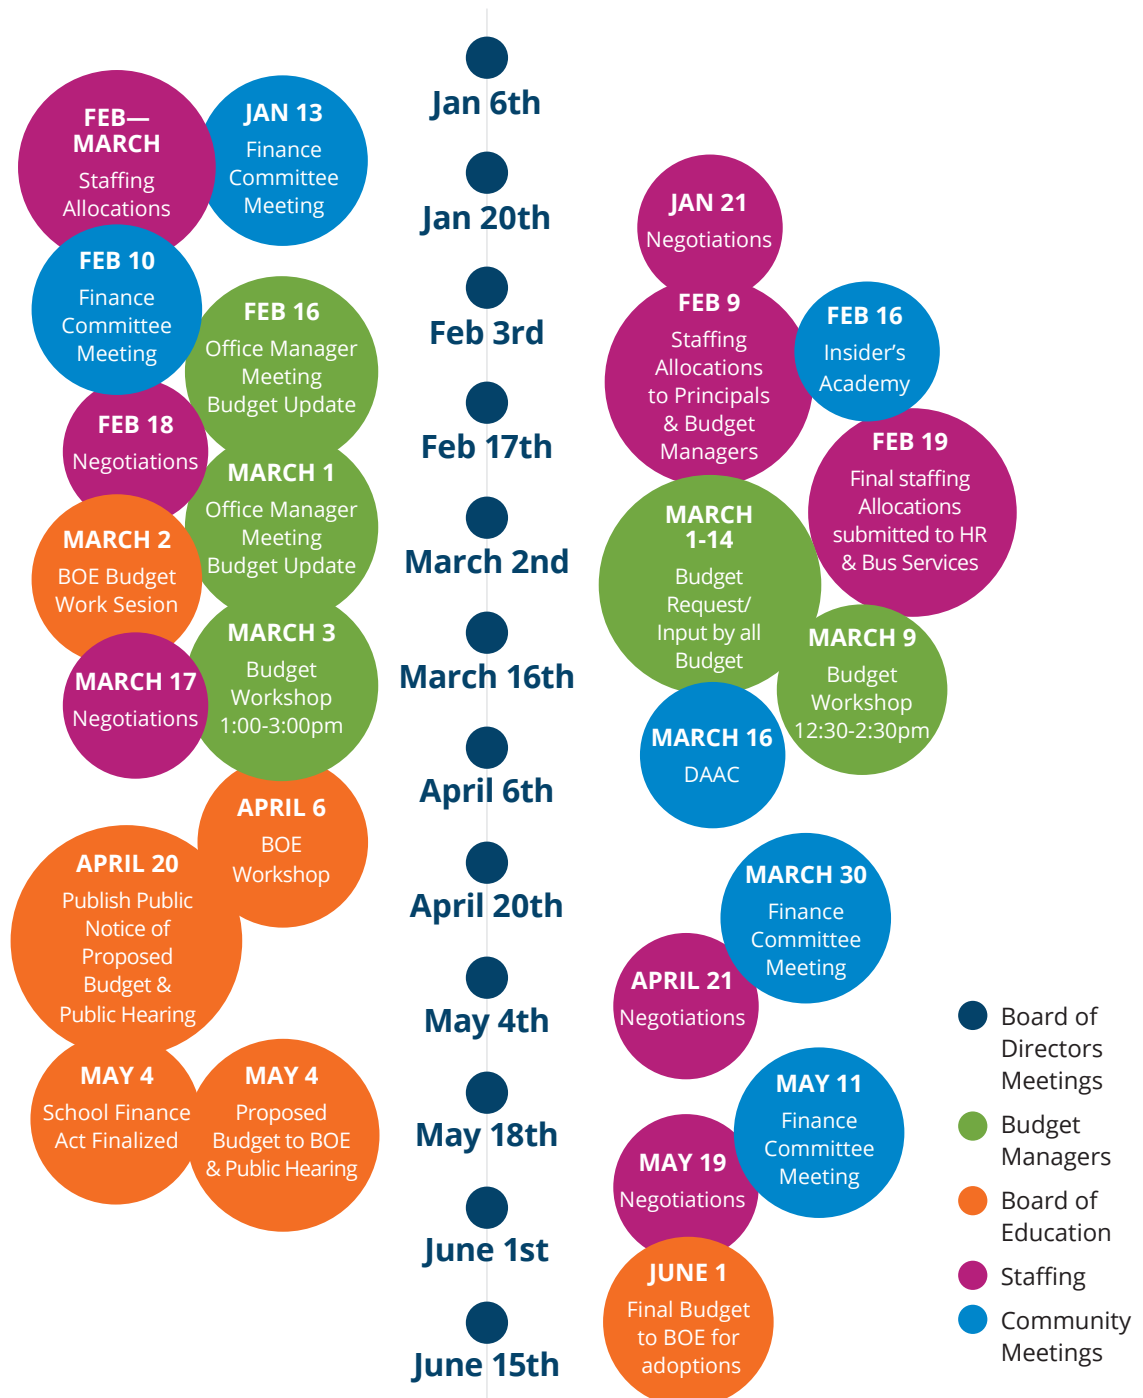 Jan 6th
Jan 20th
Feb 3rd
Feb 17th
March 2nd
March 16th
April 6th
April 20th
May 4th
May 18th
June 1st
June 15th
FEB—
MARCH
Staffing
Allocations
JAN 13
Finance
Committee
Meeting
FEB 10
Finance
Committee
Meeting
FEB 16
Office Manager
Meeting
Budget Update
FEB 18
Negotiations
MARCH 1
Office Manager
Meeting
Budget Update
MARCH 2
BOE Budget
Work Sesion
MARCH 3
Budget
Workshop
1:00-3:00pm
MARCH 17
Negotiations
APRIL 6
BOE
Workshop
APRIL 20
Publish Public
Notice of
Proposed
Budget &
Public Hearing
MAY 4
School Finance
Act Finalized
MAY 4
Proposed
Budget to BOE
& Public Hearing
JAN 21
Negotiations
FEB 9
Staffing
Allocations
to Principals
& Budget
Managers
FEB 16
Insider's
Academy
FEB 19
Final staffing
Allocations
submitted to HR
& Bus Services
MARCH
1-14
Budget
Request/
Input by all
Budget
MARCH 9
Budget
Workshop
12:30-2:30pm
MARCH 16
DAAC
MARCH 30
Finance
Committee
Meeting
APRIL 21
Negotiations
MAY 11
Finance
Committee
Meeting
MAY 19
Negotiations
JUNE 1
Final Budget
to BOE for
adoptions
Board of
Directors
Meetings
Budget
Managers
Board of
Education
Staffing
Community
Meetings